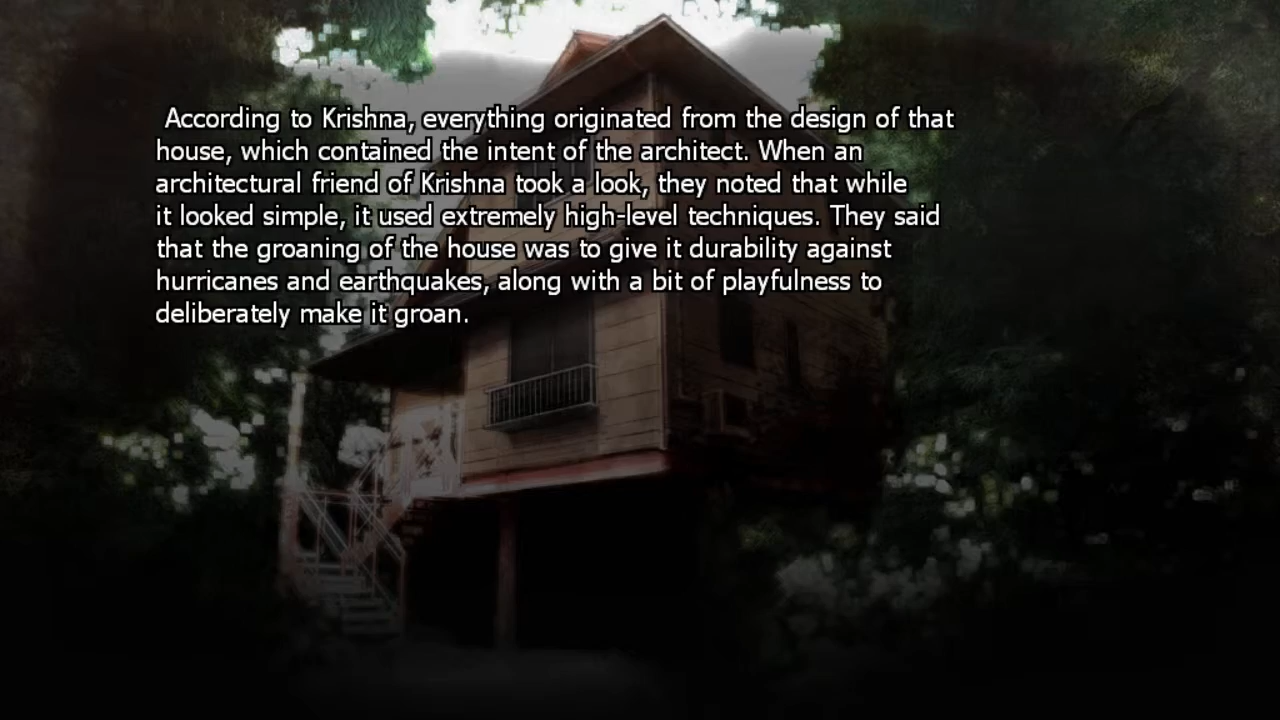 According to Krishna, everything originated from the design of that
house, which contained the intent of the architect. When an
architectural friend of Krishna took a look, they noted that while
it looked simple, it used extremely high-level techniques. They said
that the groaning of the house was to give it durability against
hurricanes and earthquakes, along with a bit of playfulness to
deliberately make it groan.